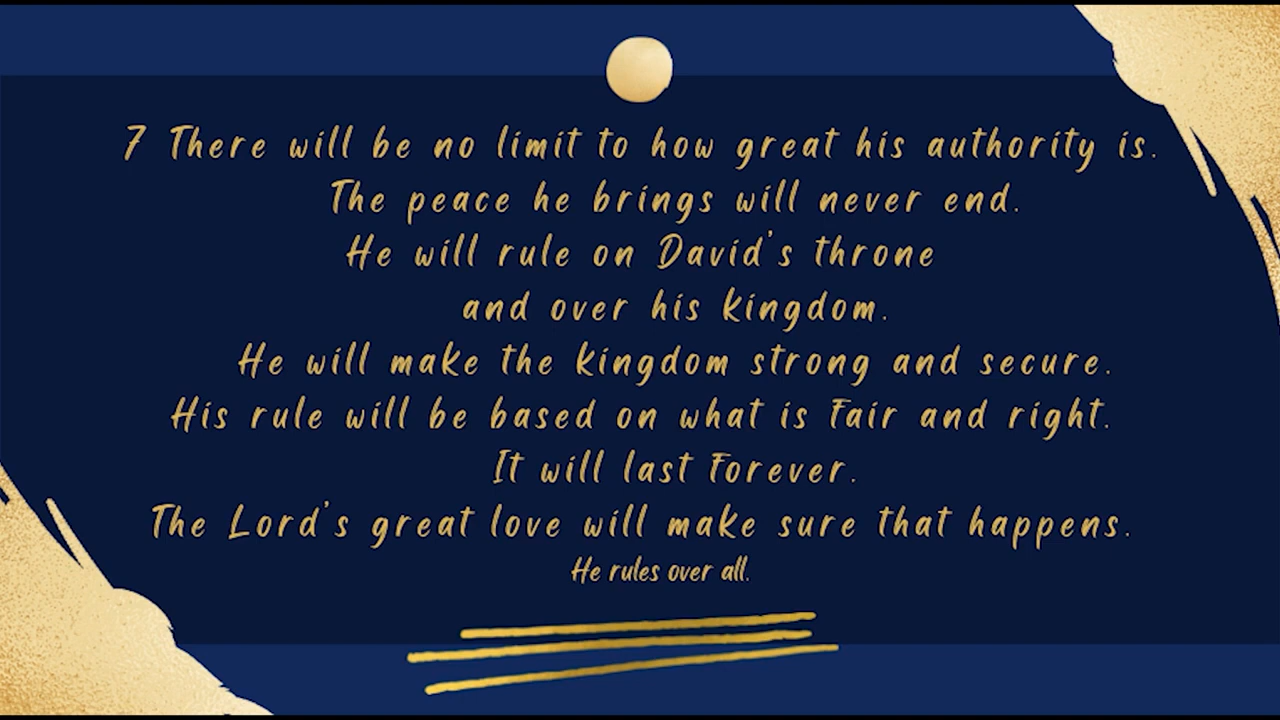 7 There will be no limit to how great his authority is.
The peace he brings will never end.
He will rule on David's throne
and over his kingdom.
He will make the kingdom strong and secure.
His rule will be based on what is fair and right.
It will last forever.
The Lord's great love will make sure that happens.
He rules over all.